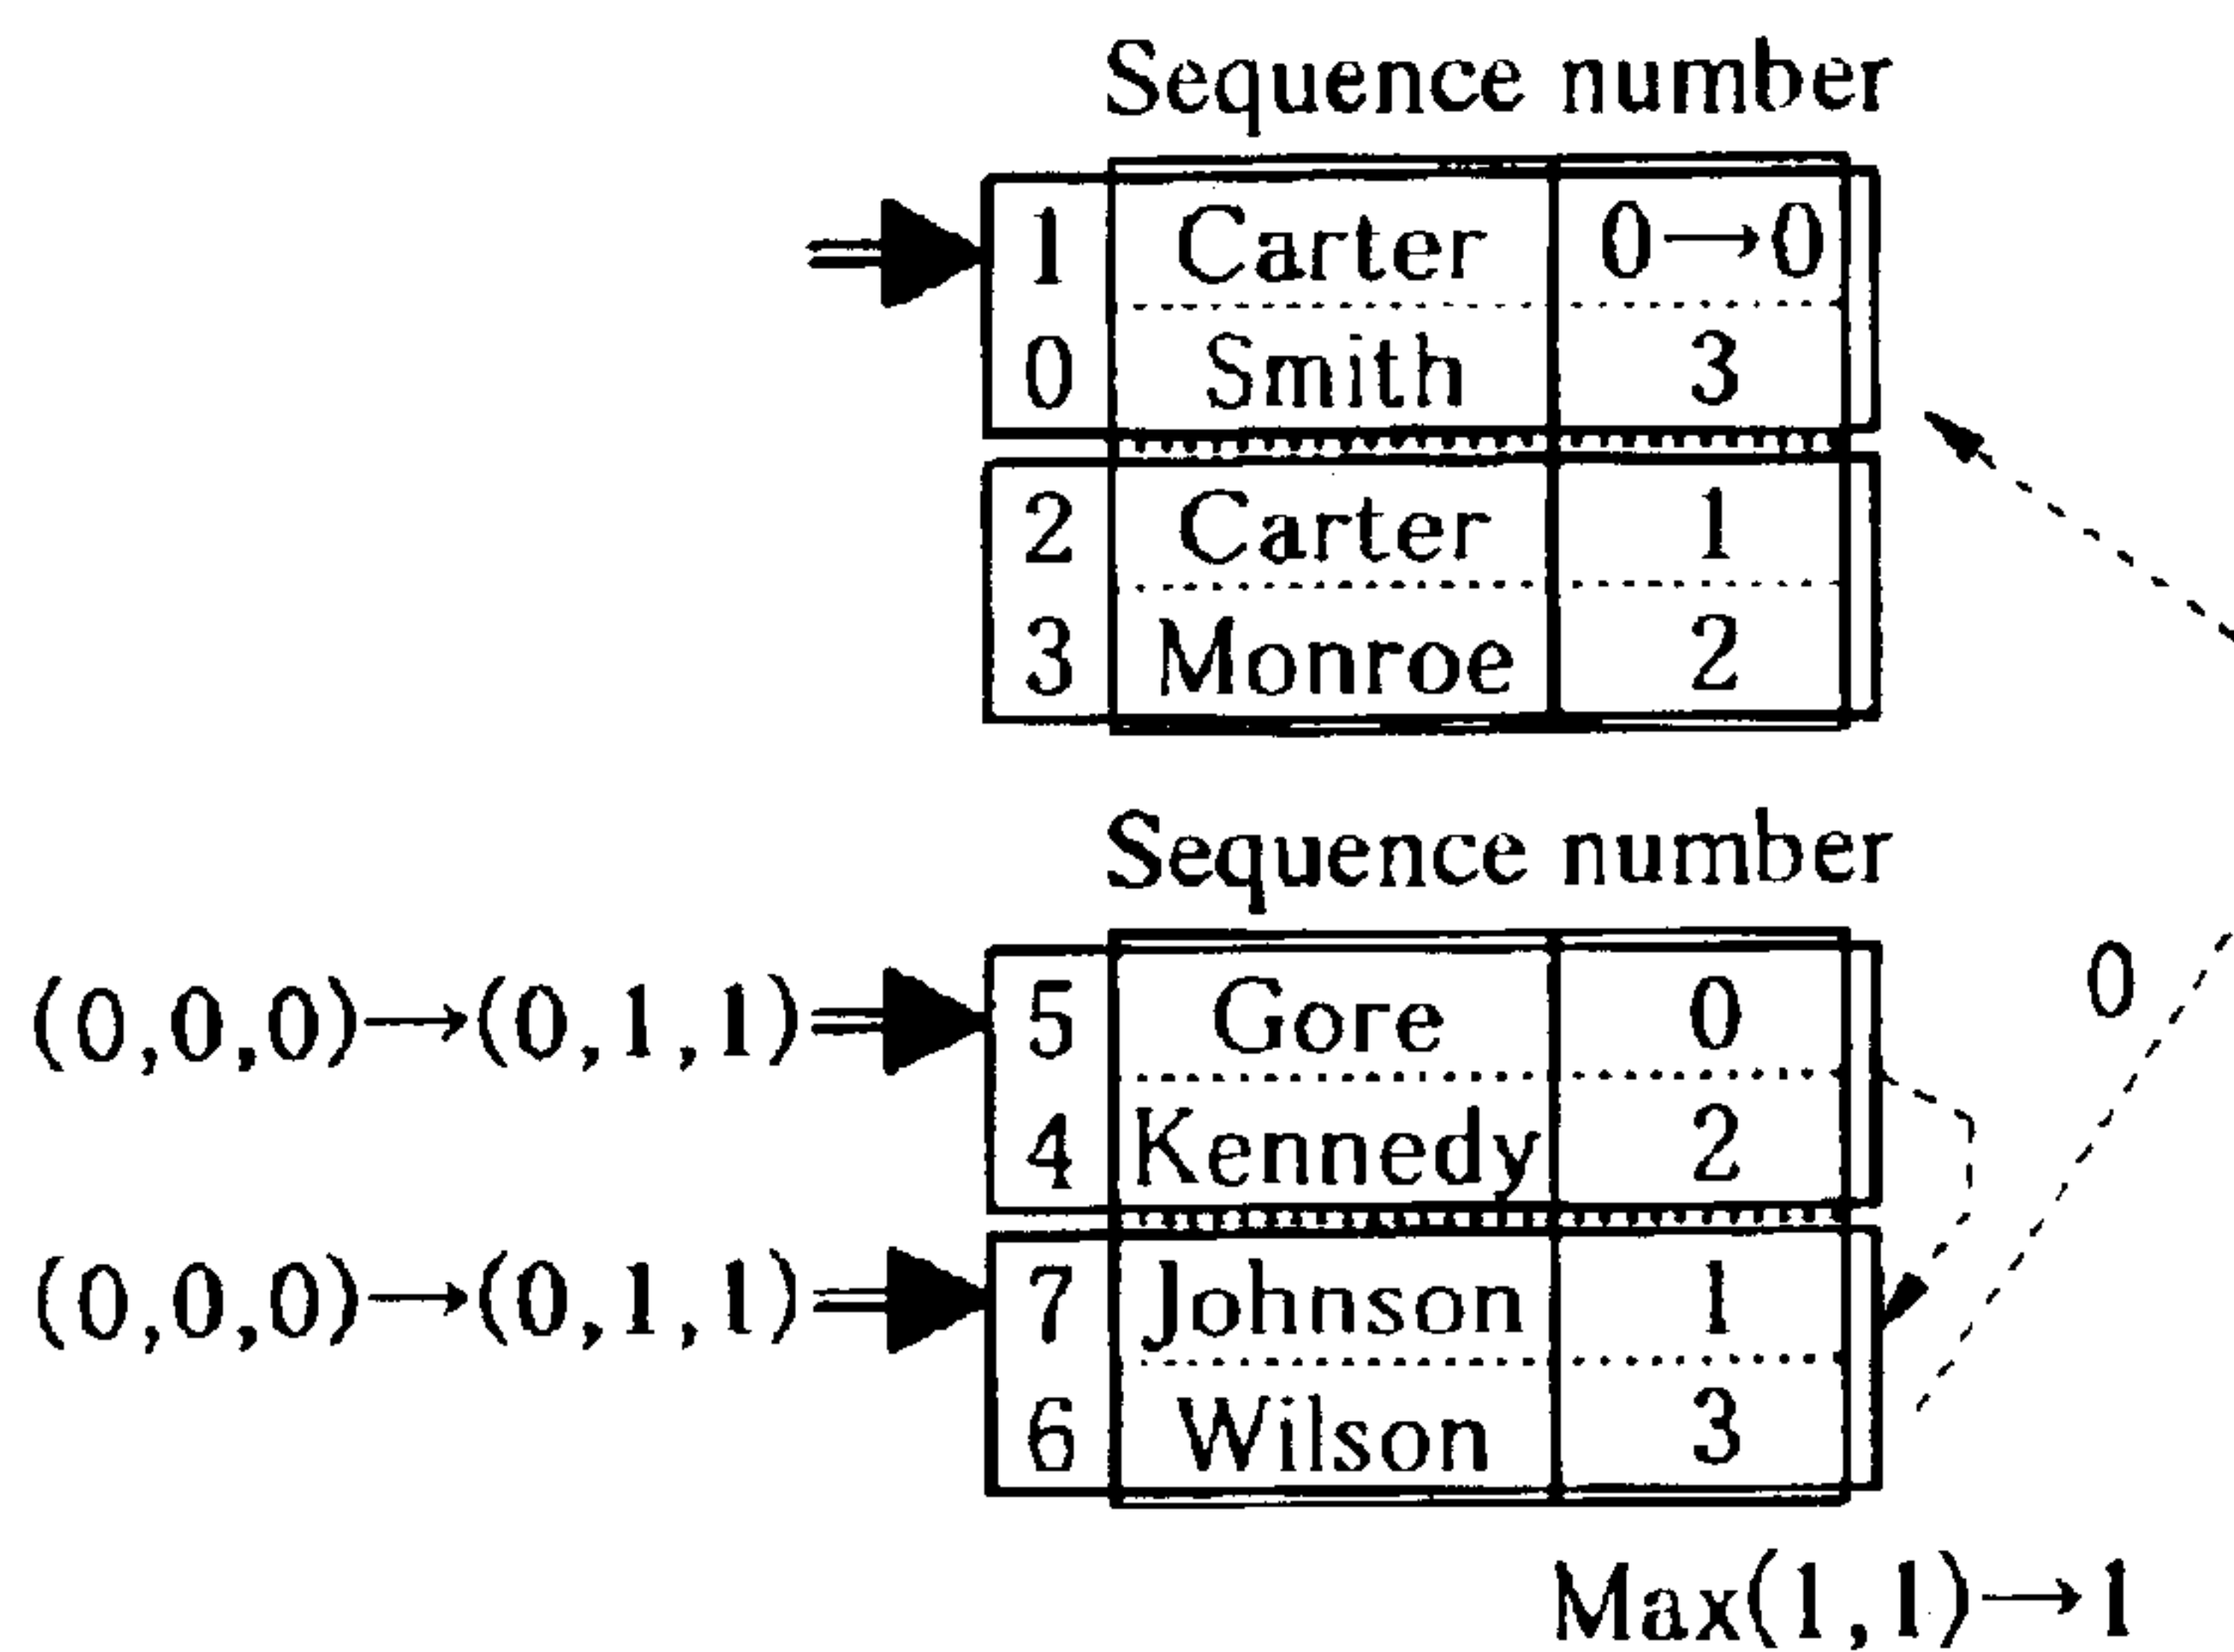 Sequence number
1 Carter 0→0
0 Smith 3
2 Carter 1
3 Monroe 2
Sequence number
(0,0,0)→(0,1,1) 5 Gore 0 0
4 Kennedy 2
(0,0,0)→(0,1,1) 7 Johnson 1
6 Wilson 3
Max(1,1)→1